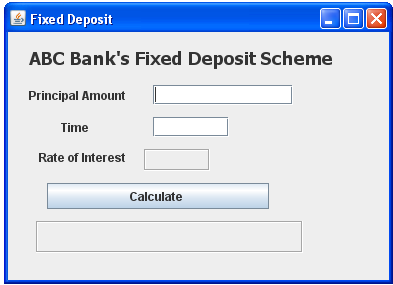 Fixed Deposit
ABC Bank's Fixed Deposit Scheme
Principal Amount
Time
Rate of Interest
Calculate